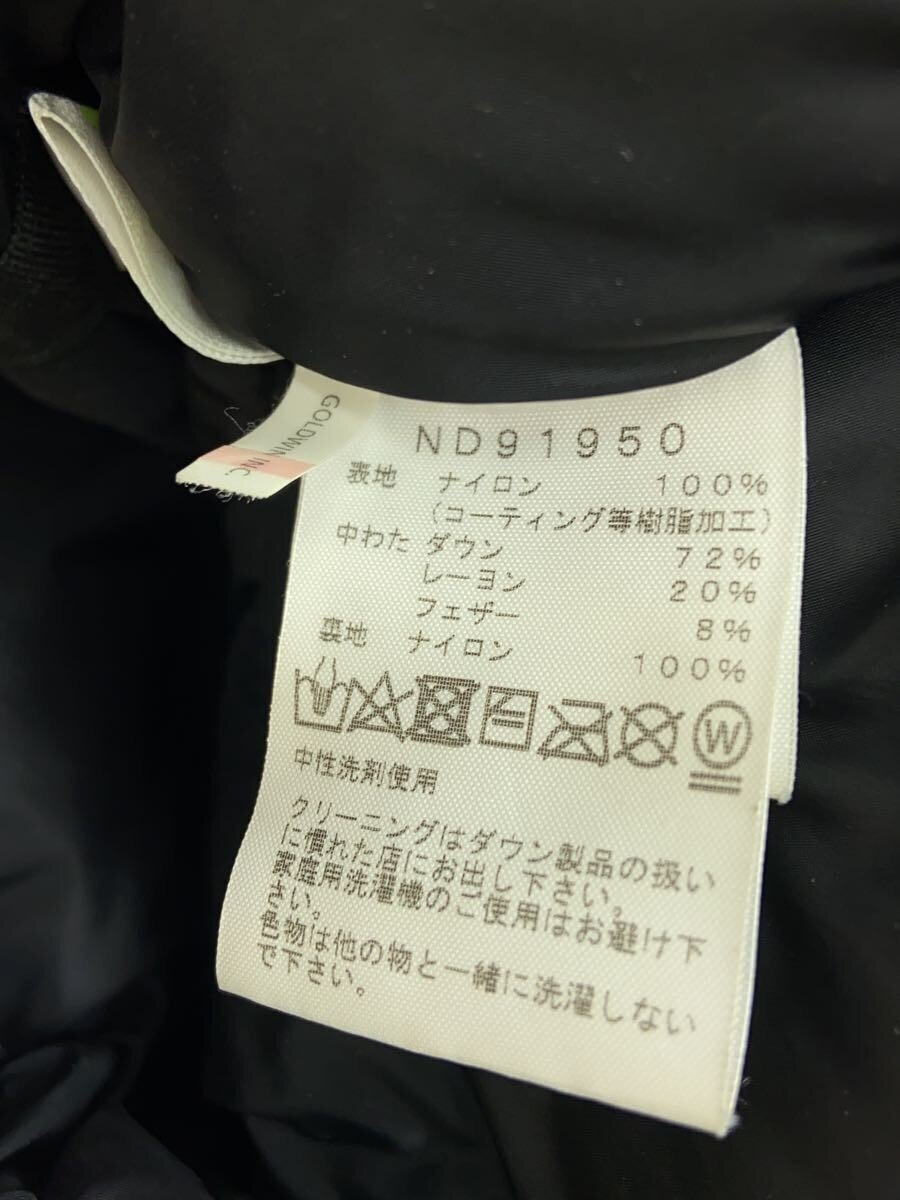 GOLDWIN INC.
ND91950
表地 ナイロン 100%
(コーティング等樹脂加工)
中わた ダウン 72%
レーヨン 20%
フェザー 8%
裏地 ナイロン 100%
W
中性洗剤使用
クリーニングはダウン製品の扱い
に慣れた店にお出し下さい。
家庭用洗濯機のご使用はお避け下
さい。
色物は他の物と一緒に洗濯しない
で下さい。